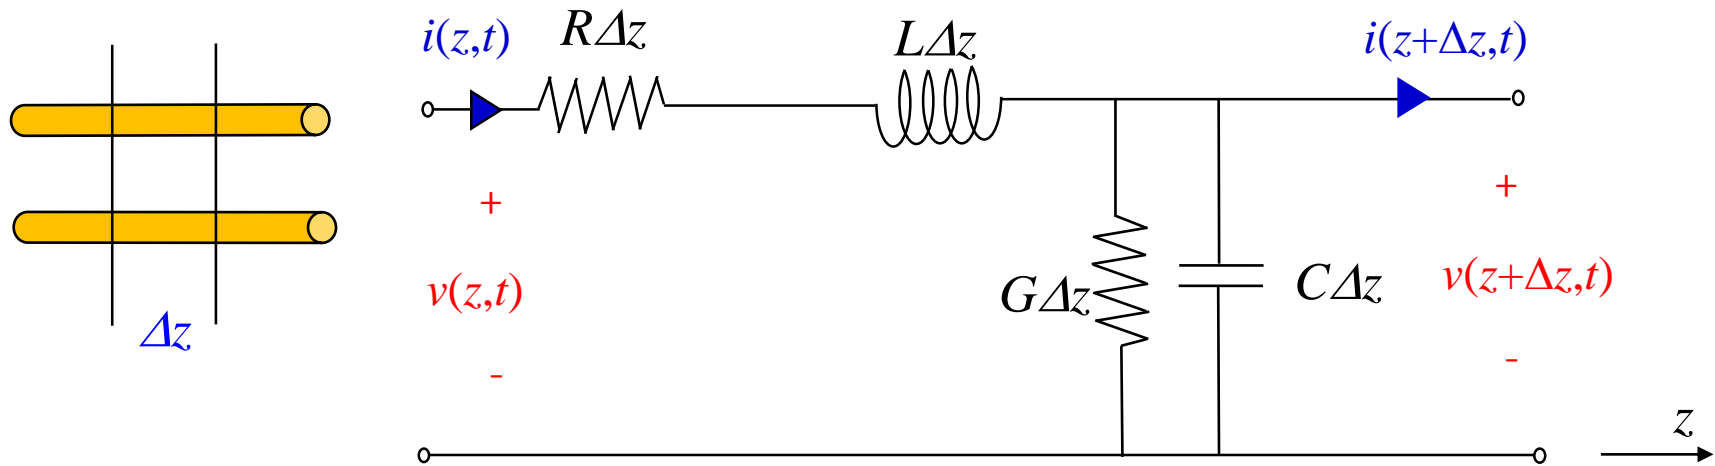 i(z,t)
RΔz
LΔz
i(z+Δz,t)
+
+
v(z,t)
GΔz
CΔz
v(z+Δz,t)
Δz
-
-
z